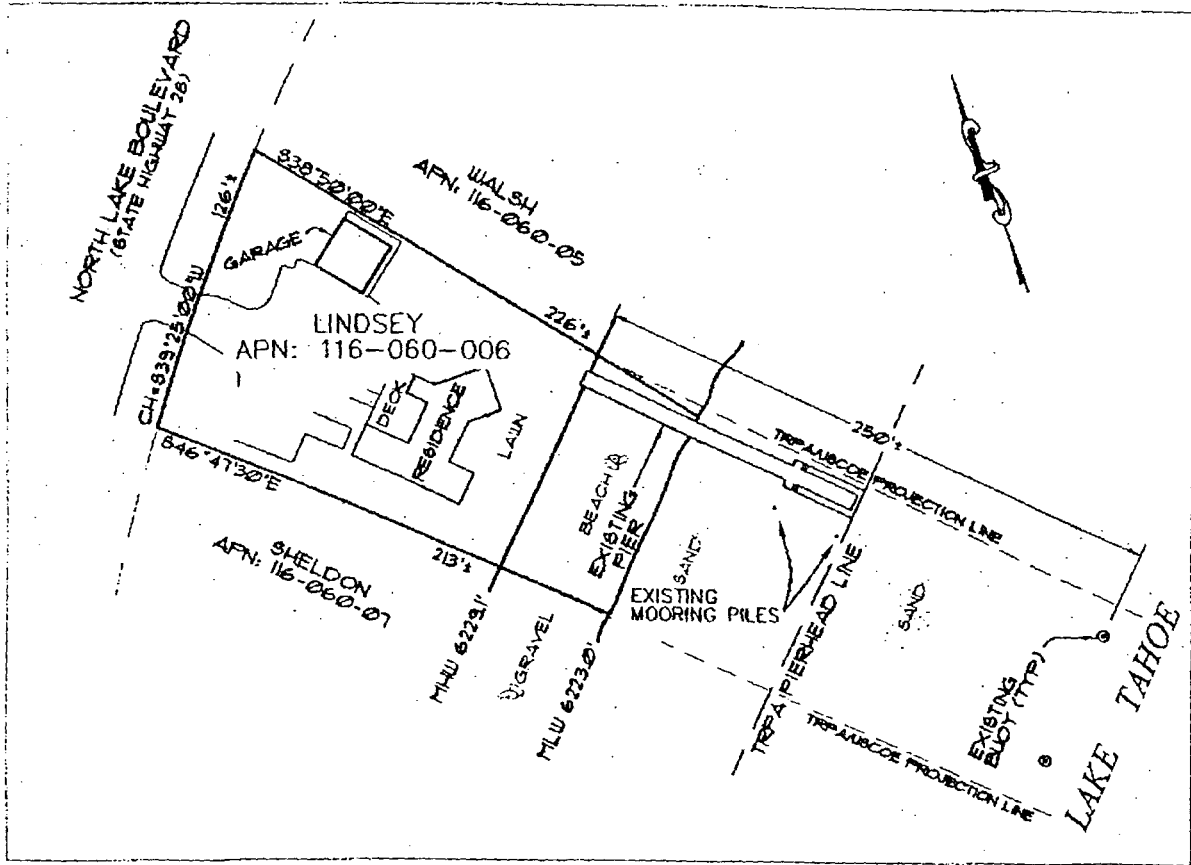 NORTH LAKE BOULEVARD
(STATE HIGHWAY 28)
126'±
S38°50'00"E
WALSH
APN: 116-060-05
GARAGE
CH=S39°25'00"W
LINDSEY
APN: 116-060-006
226'±
DECK
RESIDENCE
LAWN
S46°47'30"E
SHELDON
APN: 116-060-07
213'±
BEACH
EXISTING
PIER
250'±
TRPA/USCOE PROJECTION LINE
SAND
EXISTING
MOORING PILES
GRAVEL
MHW 6229.1'
MLW 6223.0'
TRPA PIERHEAD LINE
SAND
EXISTING
BUOY (TYP)
TRPA/USCOE PROJECTION LINE
LAKE TAHOE